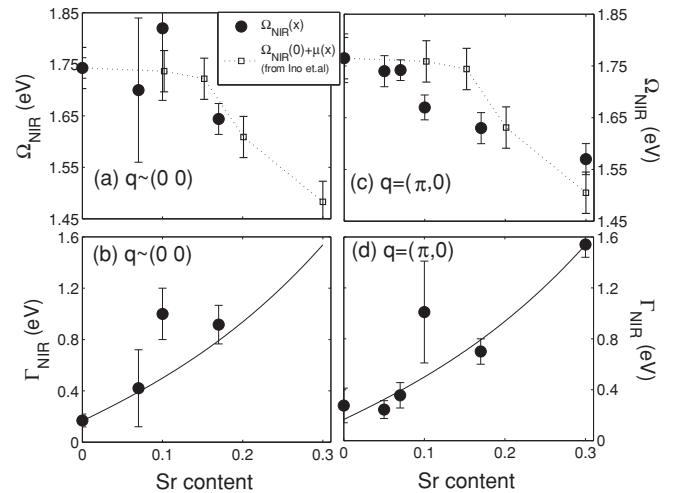 1.85
1.75
1.65
1.55
1.45
Ω_NIR (eV)
(a) q~(0 0)
Ω_NIR(x)
Ω_NIR(0)+μ(x)
(from Ino et.al)
(c) q=(π,0)
1.85
1.75
1.65
1.55
1.45
Ω_NIR (eV)
1.6
1.2
0.8
0.4
0
Γ_NIR (eV)
(b) q~(0 0)
0
0.1
0.2
0.3
Sr content
(d) q=(π,0)
1.6
1.2
0.8
0.4
0
Γ_NIR (eV)
0
0.1
0.2
0.3
Sr content